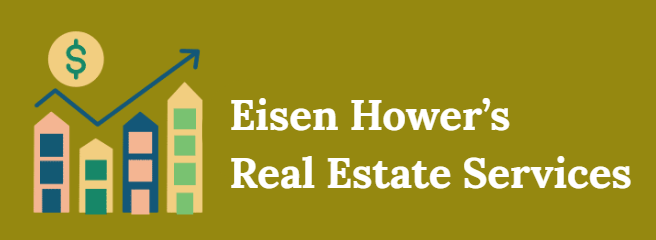 $
Eisen Hower’s
Real Estate Services